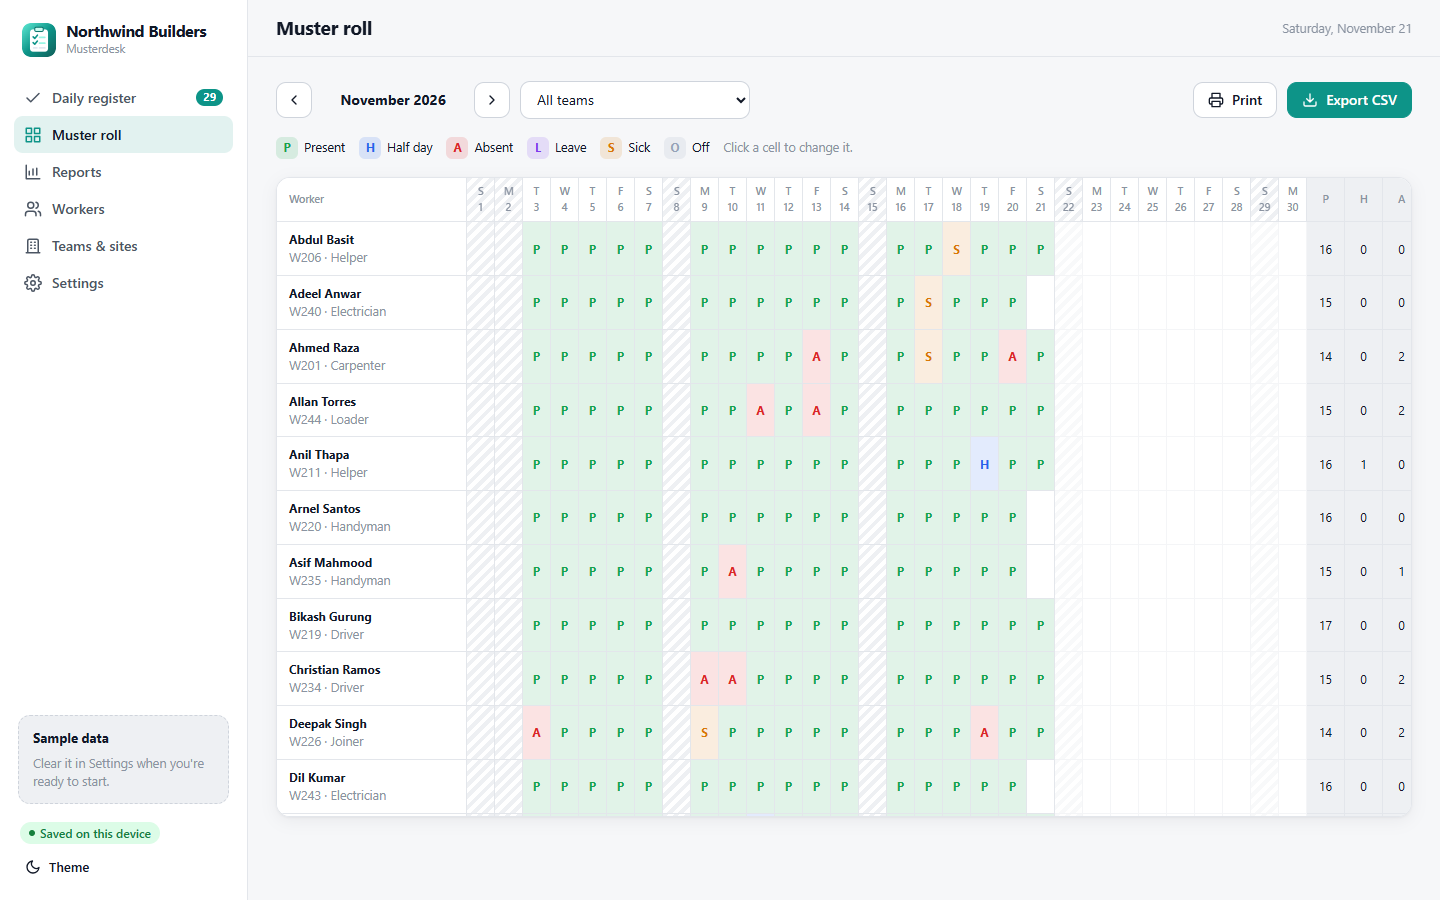 Northwind Builders
Musterdesk
Daily register 29
Muster roll
Reports
Workers
Teams & sites
Settings
Sample data
Clear it in Settings when you're
ready to start.
Saved on this device
Theme
Muster roll
Saturday, November 21
November 2026
All teams
Print
Export CSV
P Present H Half day A Absent L Leave S Sick O Off Click a cell to change it.
Worker S M T W T F S S M T W T F S S M T W T F S S M T W T F S S M P H A
1 2 3 4 5 6 7 8 9 10 11 12 13 14 15 16 17 18 19 20 21 22 23 24 25 26 27 28 29 30
Abdul Basit
W206 · Helper
P P P P P P P P P P P P P S P P P 16 0 0
Adeel Anwar
W240 · Electrician
P P P P P P P P P P P P S P P P 15 0 0
Ahmed Raza
W201 · Carpenter
P P P P P P P P P A P P S P P A P 14 0 2
Allan Torres
W244 · Loader
P P P P P P P A P A P P P P P P P 15 0 2
Anil Thapa
W211 · Helper
P P P P P P P P P P P P P P H P P 16 1 0
Arnel Santos
W220 · Handyman
P P P P P P P P P P P P P P P P 16 0 0
Asif Mahmood
W235 · Handyman
P P P P P P A P P P P P P P P P 15 0 1
Bikash Gurung
W219 · Driver
P P P P P P P P P P P P P P P P P 17 0 0
Christian Ramos
W234 · Driver
P P P P P A A P P P P P P P P P P 15 0 2
Deepak Singh
W226 · Joiner
A P P P P S P P P P P P P P A P P 14 0 2
Dil Kumar
W243 · Electrician
P P P P P P P P P P P P P P P P 16 0 0